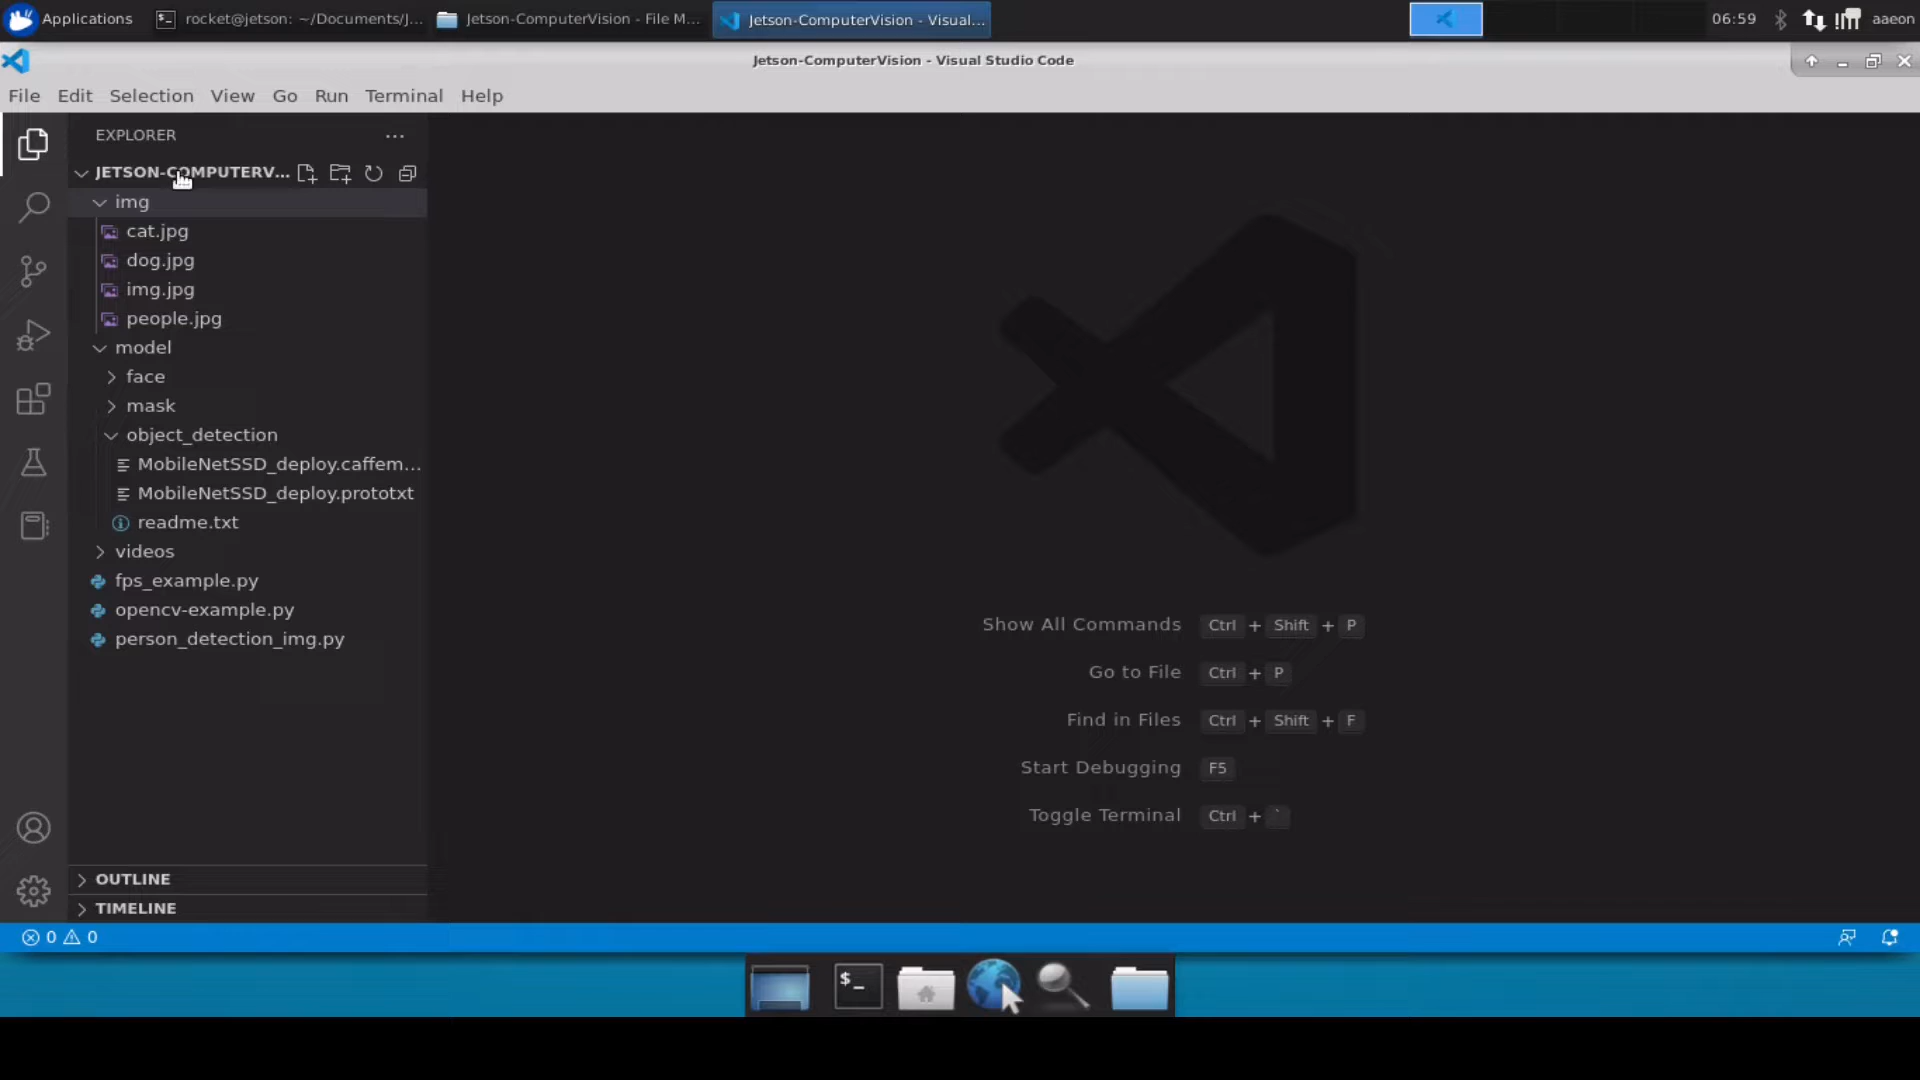 Applications
rocket@jetson: ~/Documents/J...
Jetson-ComputerVision - File M...
Jetson-ComputerVision - Visual...
06:59
aaeon
Jetson-ComputerVision - Visual Studio Code
File Edit Selection View Go Run Terminal Help
EXPLORER
JETSON-COMPUTERV...
img
cat.jpg
dog.jpg
img.jpg
people.jpg
model
face
mask
object_detection
MobileNetSSD_deploy.caffem...
MobileNetSSD_deploy.prototxt
readme.txt
videos
fps_example.py
opencv-example.py
person_detection_img.py
Show All Commands Ctrl + Shift + P
Go to File Ctrl + P
Find in Files Ctrl + Shift + F
Start Debugging F5
Toggle Terminal Ctrl + `
OUTLINE
TIMELINE
0 0
$_